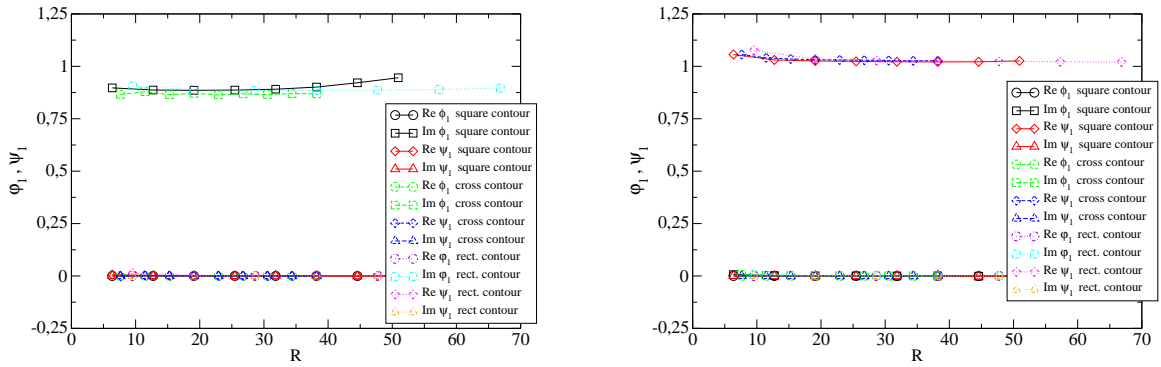 1,25
1
0,75
0,5
0,25
0
-0,25
φ₁ , ψ₁
0 10 20 30 40 50 60 70
R
Re ϕ₁ square contour
Im ϕ₁ square contour
Re ψ₁ square contour
Im ψ₁ square contour
Re ϕ₁ cross contour
Im ϕ₁ cross contour
Re ψ₁ cross contour
Im ψ₁ cross contour
Re φ₁ rect. contour
Im φ₁ rect. contour
Re ψ₁ rect. contour
Im ψ₁ rect contour
1,25
1
0,75
0,5
0,25
0
-0,25
φ₁ , ψ₁
0 10 20 30 40 50 60 70
R
Re ϕ₁ square contour
Im ϕ₁ square contour
Re ψ₁ square contour
Im ψ₁ square contour
Re ϕ₁ cross contour
Im ϕ₁ cross contour
Re ψ₁ cross contour
Im ψ₁ cross contour
Re φ₁ rect. contour
Im φ₁ rect. contour
Re ψ₁ rect. contour
Im ψ₁ rect. contour